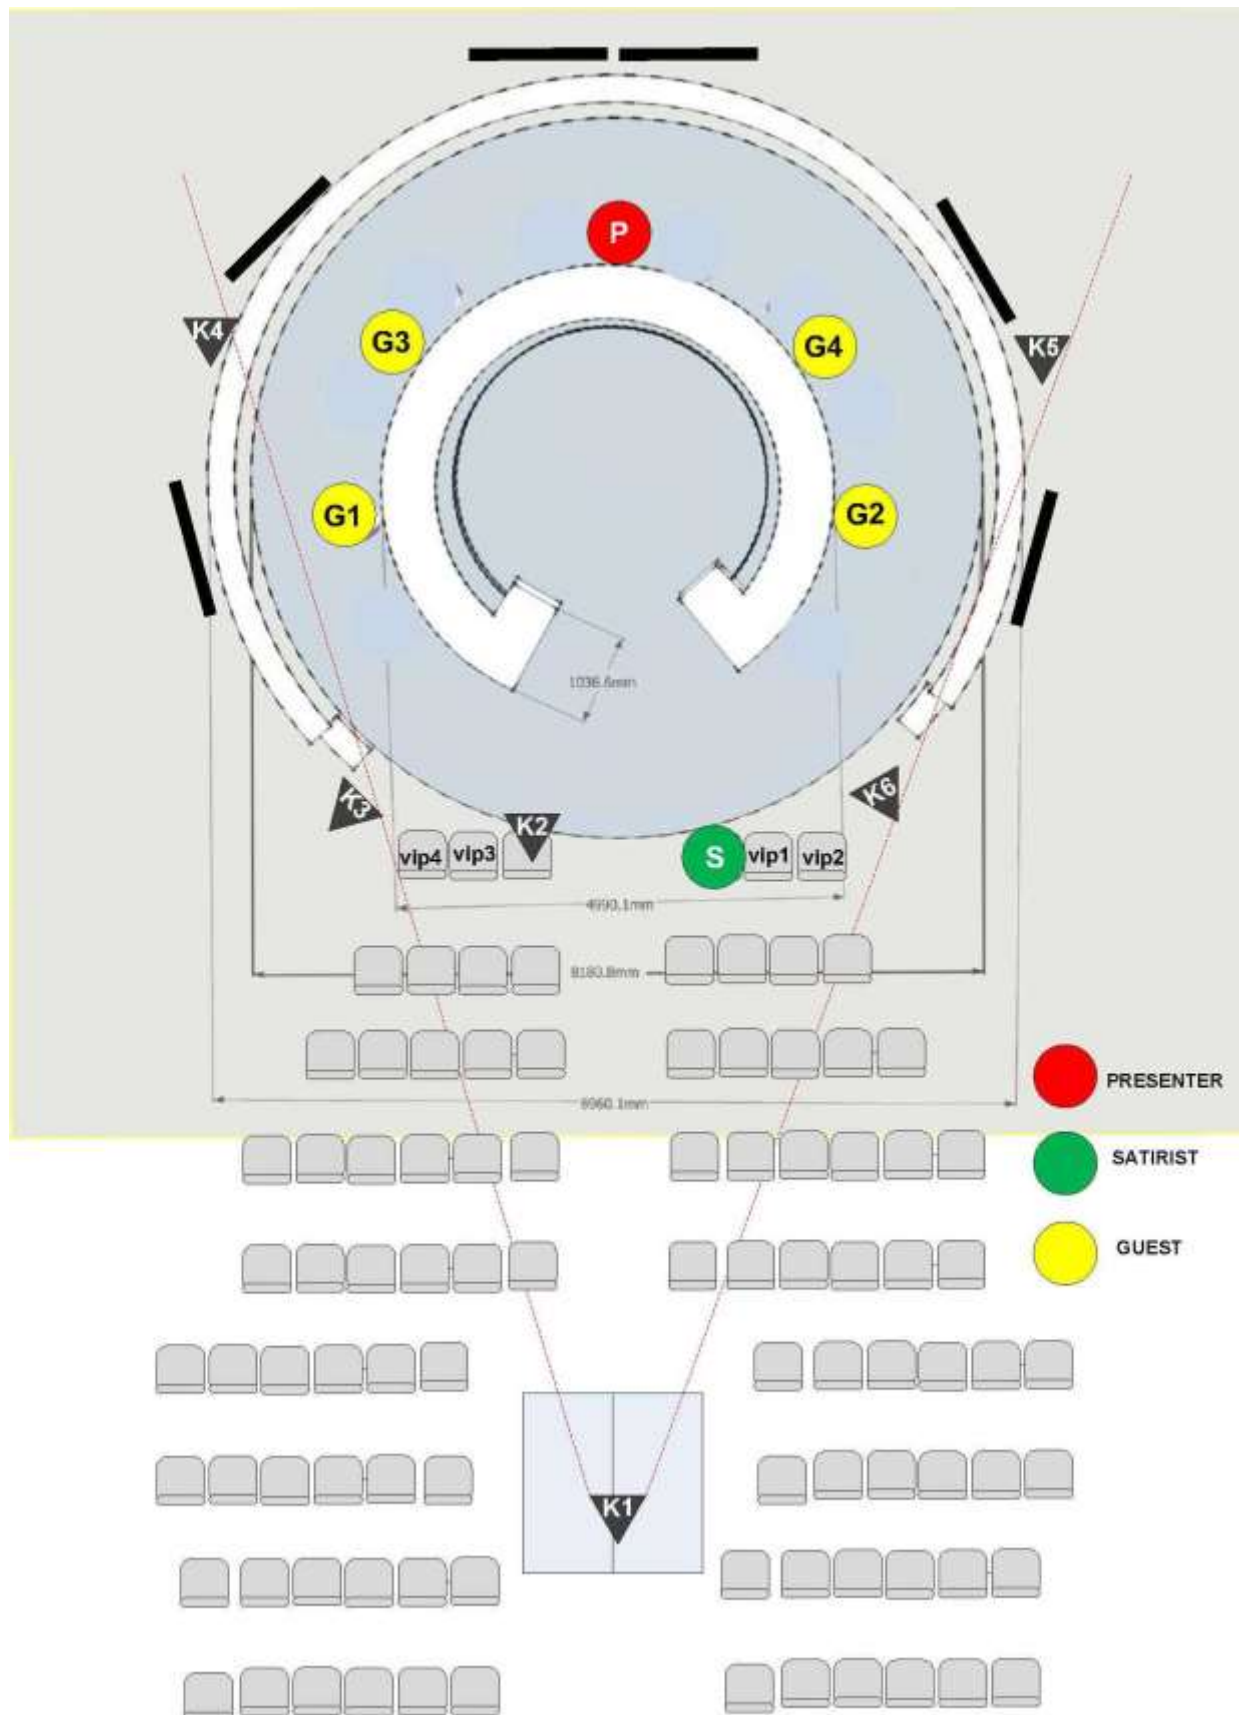 P
K4
G3
G4
K5
G1
G2
1036.6mm
K3
K2
K6
vip4
vip3
S
vip1
vip2
4990.1mm
8180.8mm
PRESENTER
8960.1mm
SATIRIST
GUEST
K1